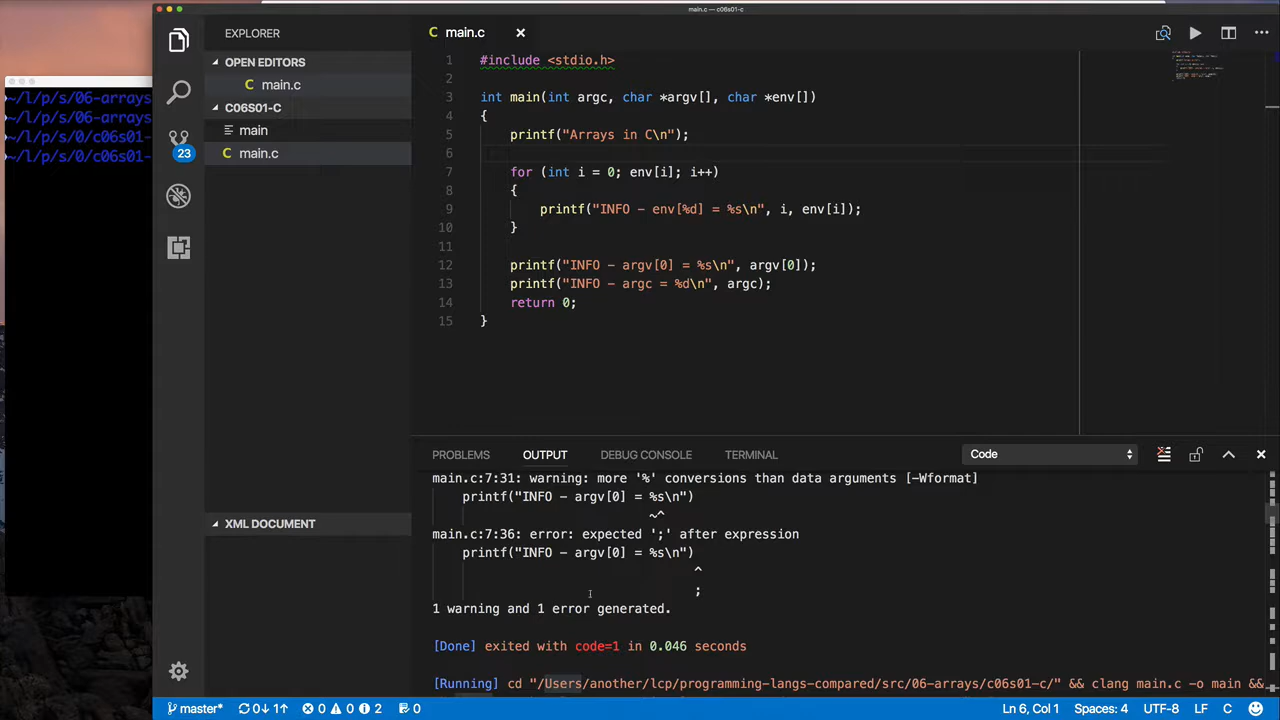 main.c — c06s01-c
EXPLORER
main.c
OPEN EDITORS
main.c
C06S01-C
main
main.c
XML DOCUMENT
23
~/l/p/s/06-arrays
~/l/p/s/06-arrays
~/l/p/s/0/c06s01-
~/l/p/s/0/c06s01-
1 #include <stdio.h>
2
3 int main(int argc, char *argv[], char *env[])
4 {
5 printf("Arrays in C\n");
6
7 for (int i = 0; env[i]; i++)
8 {
9 printf("INFO - env[%d] = %s\n", i, env[i]);
10 }
11
12 printf("INFO - argv[0] = %s\n", argv[0]);
13 printf("INFO - argc = %d\n", argc);
14 return 0;
15 }
PROBLEMS OUTPUT DEBUG CONSOLE TERMINAL Code
main.c:7:31: warning: more '%' conversions than data arguments [-Wformat]
printf("INFO - argv[0] = %s\n")
~^
main.c:7:36: error: expected ';' after expression
printf("INFO - argv[0] = %s\n")
^
;
1 warning and 1 error generated.
[Done] exited with code=1 in 0.046 seconds
[Running] cd "/Users/another/lcp/programming-langs-compared/src/06-arrays/c06s01-c/" && clang main.c -o main &&
master* 0↓ 1↑ 0 0 2 0 Ln 6, Col 1 Spaces: 4 UTF-8 LF C